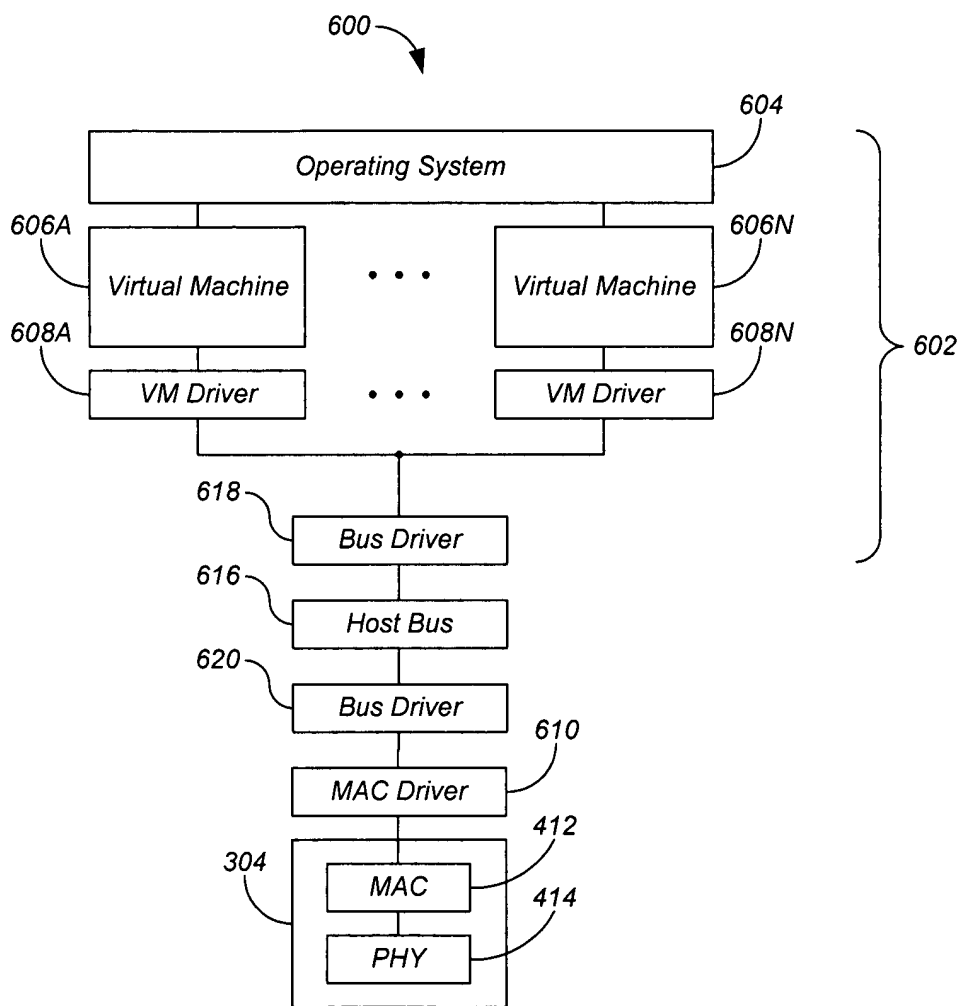 600
604
Operating System
606A
606N
Virtual Machine
• • •
Virtual Machine
608A
608N
602
VM Driver
• • •
VM Driver
618
Bus Driver
616
Host Bus
620
Bus Driver
610
MAC Driver
412
304
MAC
414
PHY